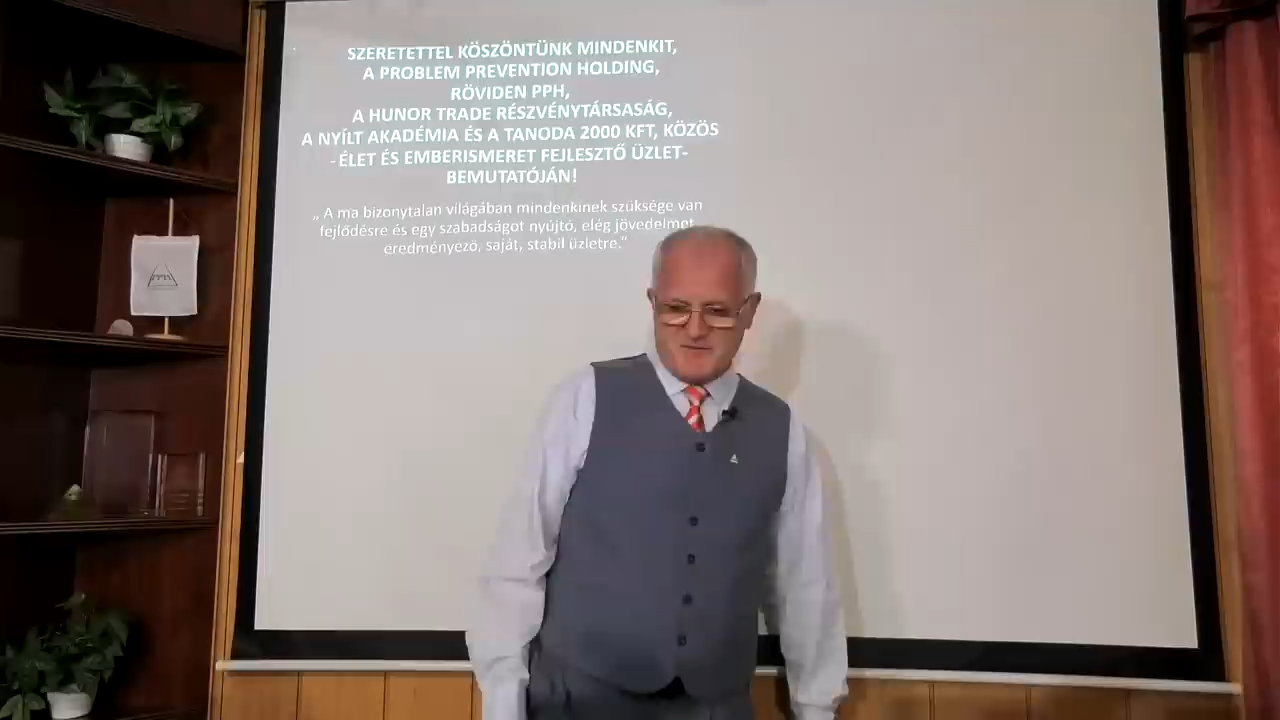 SZERETETTEL KÖSZÖNTÜNK MINDENKIT,
A PROBLEM PREVENTION HOLDING,
RÖVIDEN PPH,
A HUNOR TRADE RÉSZVÉNYTÁRSASÁG,
A NYÍLT AKADÉMIA ÉS A TANODA 2000 KFT, KÖZÖS
- ÉLET ÉS EMBERISMERET FEJLESZTŐ ÜZLET-
BEMUTATÓJÁN!
„ A ma bizonytalan világában mindenkinek szüksége van
fejlődésre és egy szabadságot nyújtó, elég jövedelmet
eredményező, saját, stabil üzletre.“